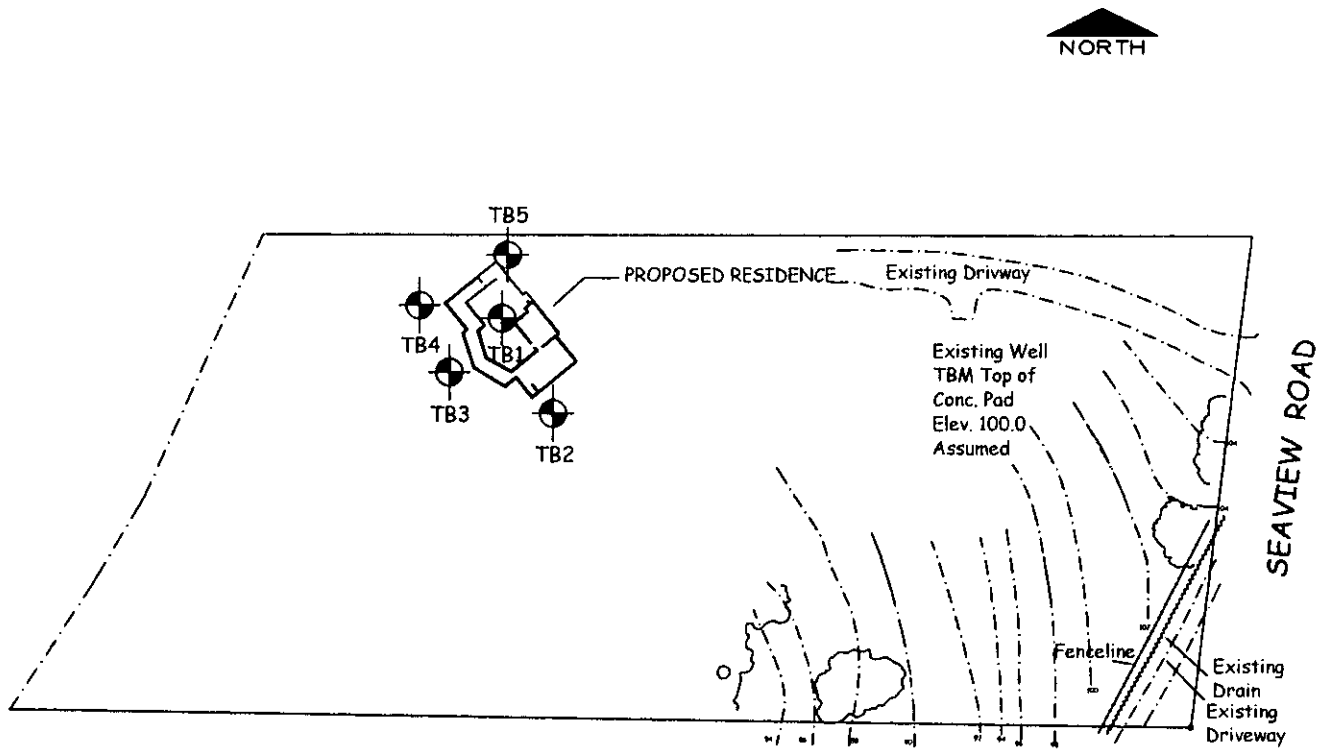 NORTH
TB5
PROPOSED RESIDENCE
Existing Drivway
TB4
TB1
TB3
TB2
Existing Well
TBM Top of
Conc. Pad
Elev. 100.0
Assumed
SEAVIEW ROAD
Fenceline
Existing
Drain
Existing
Driveway